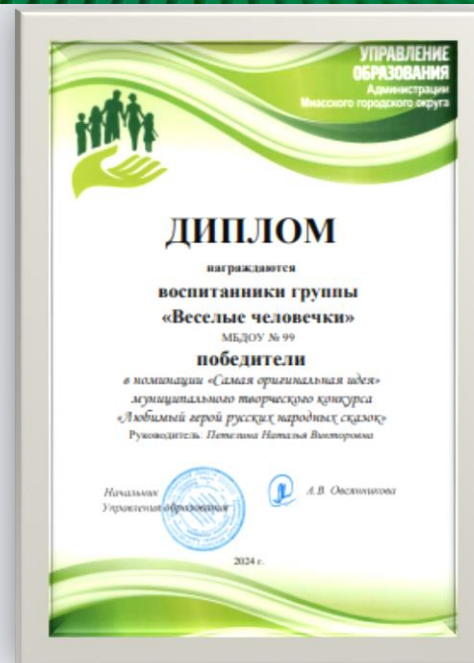 УПРАВЛЕНИЕ
ОБРАЗОВАНИЯ
Администрации
Миасского городского округа
ДИПЛОМ
награждаются
воспитанники группы
«Веселые человечки»
МБДОУ № 99
победители
в номинации «Самая оригинальная идея»
муниципального творческого конкурса
«Любимый герой русских народных сказок»
Руководитель: Петелина Наталья Викторовна
Начальник
Управления образования
А.В. Овсянникова
2024 г.